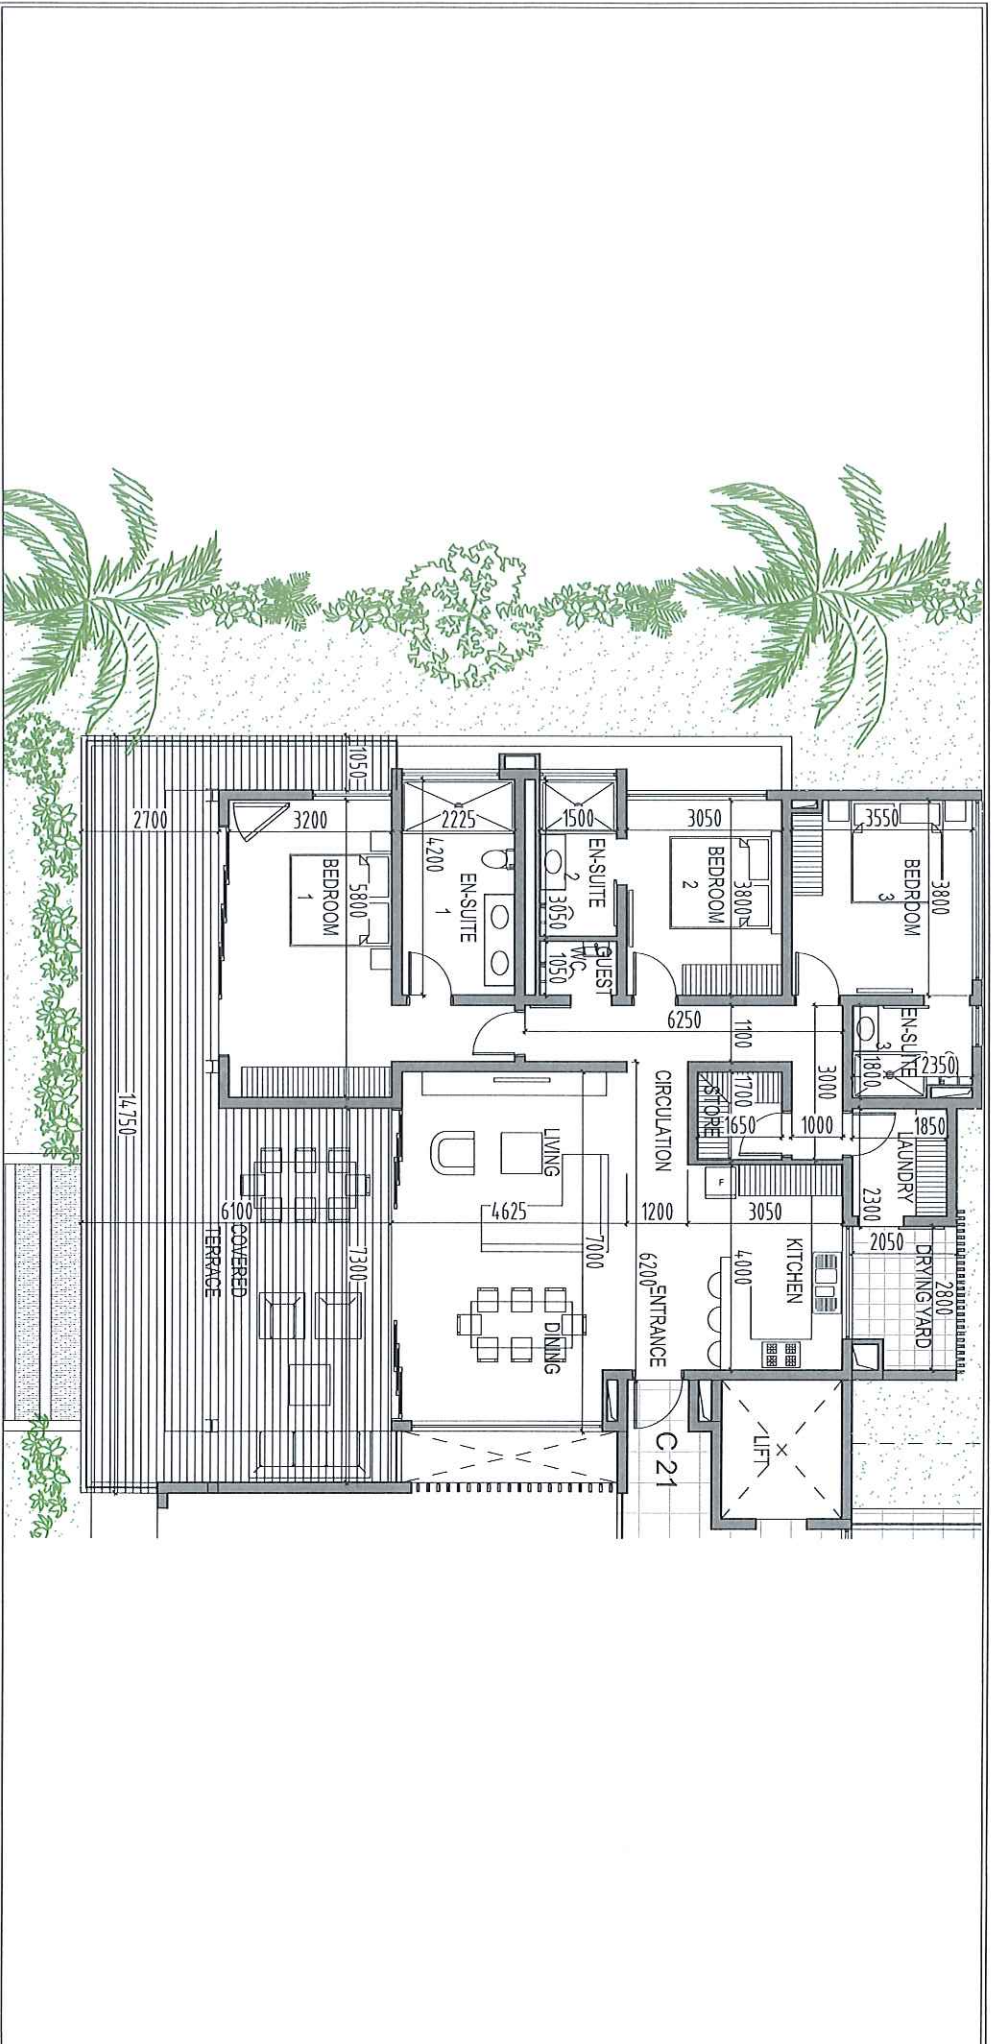 BEDROOM
3
3550
3800
EN-SUITE
3
2350
1800
1850
LAUNDRY
2300
2050
DRYING YARD
2800
BEDROOM
2
3050
3800
6250
1100
3000
1000
1700
STORE
1650
KITCHEN
3050
4000
F
LIFT
EN-SUITE
2
1500
3050
GUEST
WC
1050
CIRCULATION
1200
6200
ENTRANCE
C 21
EN-SUITE
1
2225
4200
LIVING
4625
7000
DINING
1050
BEDROOM
1
3200
5800
6100
7300
COVERED
TERRACE
2700
14750